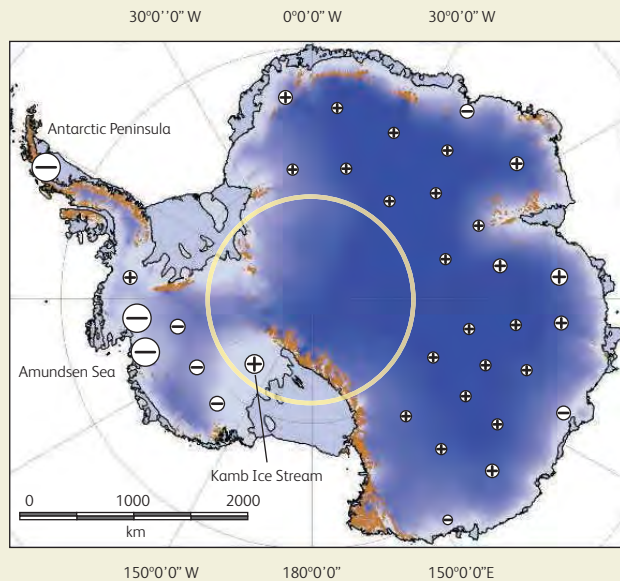 30°0'’0" W 0°0'0" W 30°0'0" W
Antarctic Peninsula
Amundsen Sea
Kamb Ice Stream
0 1000 2000
km
150°0'0" W 180°0'0" 150°0'0"E